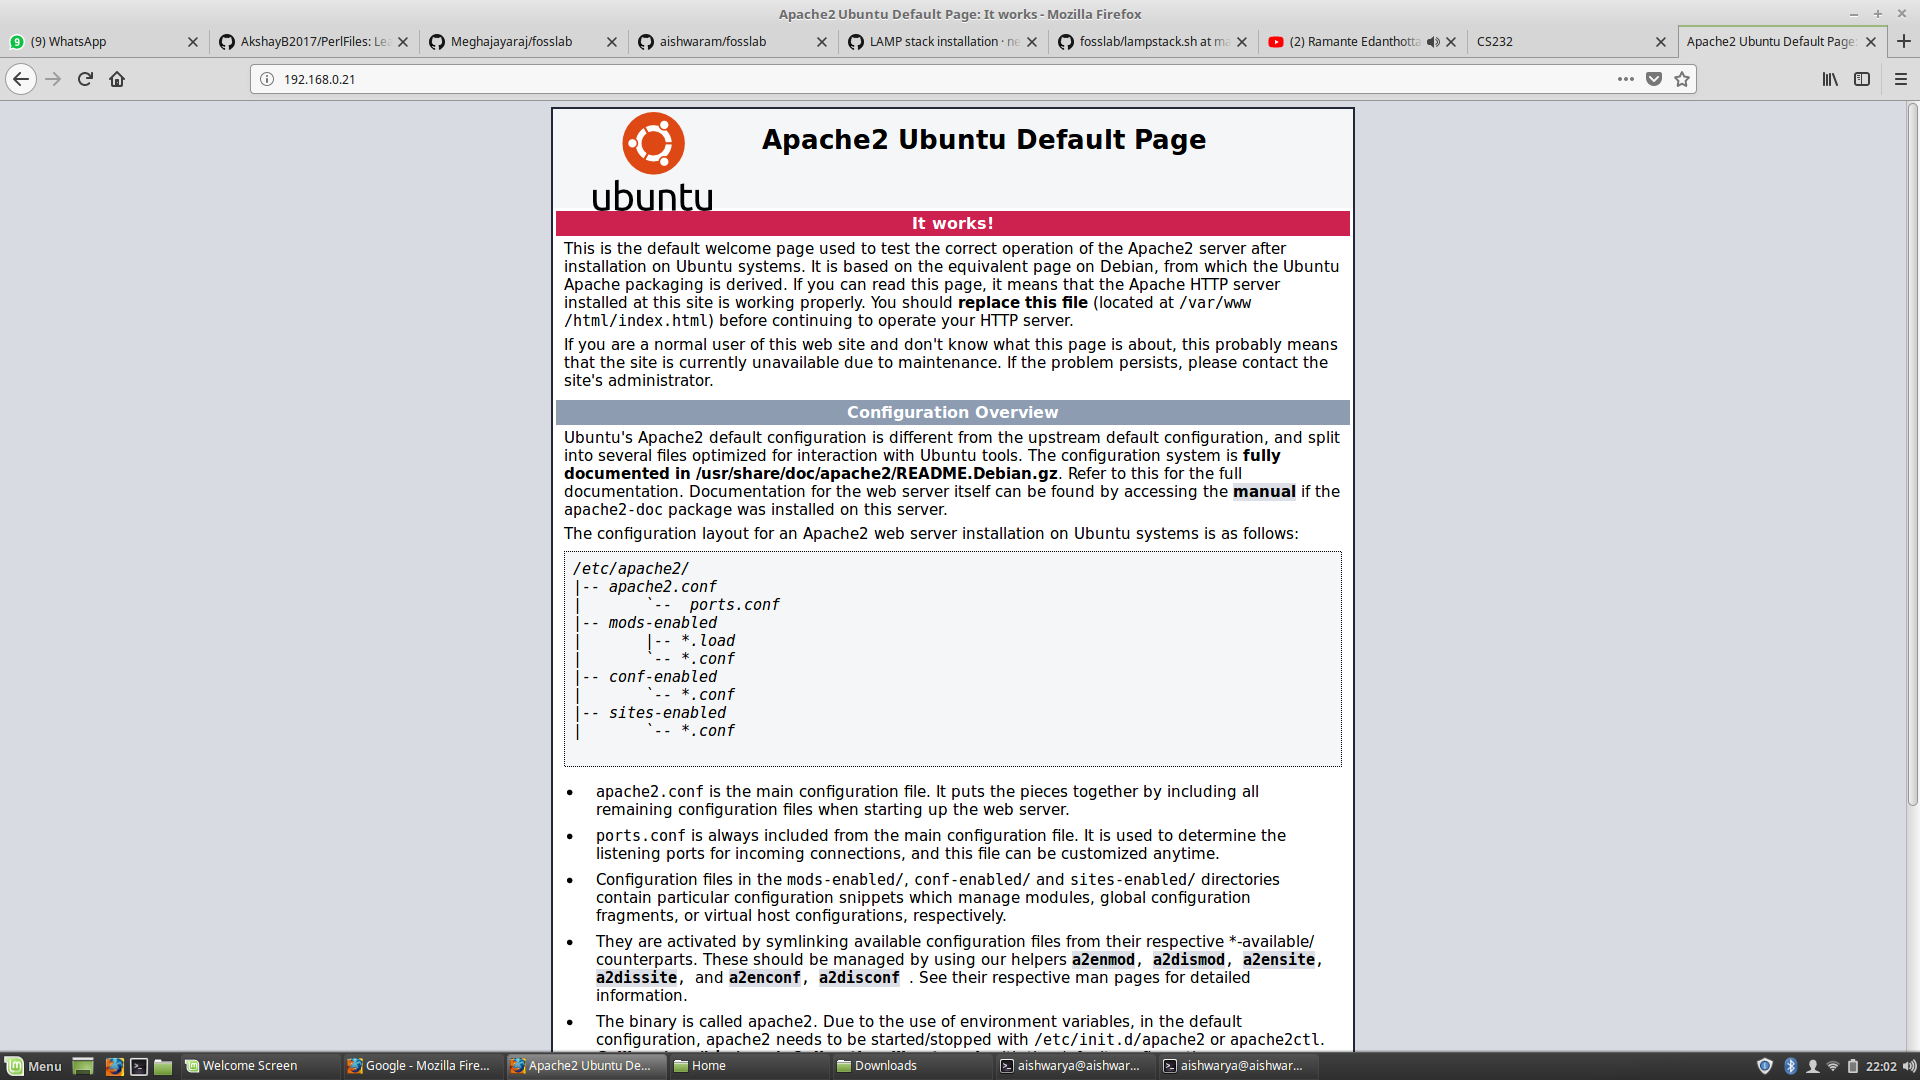 Apache2 Ubuntu Default Page: It works - Mozilla Firefox
(9) WhatsApp
AkshayB2017/PerlFiles: Lea
Meghajayaraj/fosslab
aishwaram/fosslab
LAMP stack installation · ne
fosslab/lampstack.sh at ma
(2) Ramante Edanthotta
CS232
Apache2 Ubuntu Default Page:
192.168.0.21
ubuntu
Apache2 Ubuntu Default Page
It works!
This is the default welcome page used to test the correct operation of the Apache2 server after
installation on Ubuntu systems. It is based on the equivalent page on Debian, from which the Ubuntu
Apache packaging is derived. If you can read this page, it means that the Apache HTTP server
installed at this site is working properly. You should replace this file (located at /var/www
/html/index.html) before continuing to operate your HTTP server.
If you are a normal user of this web site and don't know what this page is about, this probably means
that the site is currently unavailable due to maintenance. If the problem persists, please contact the
site's administrator.
Configuration Overview
Ubuntu's Apache2 default configuration is different from the upstream default configuration, and split
into several files optimized for interaction with Ubuntu tools. The configuration system is fully
documented in /usr/share/doc/apache2/README.Debian.gz. Refer to this for the full
documentation. Documentation for the web server itself can be found by accessing the manual if the
apache2-doc package was installed on this server.
The configuration layout for an Apache2 web server installation on Ubuntu systems is as follows:
/etc/apache2/
|-- apache2.conf
|       `--  ports.conf
|-- mods-enabled
|       |-- *.load
|       `-- *.conf
|-- conf-enabled
|       `-- *.conf
|-- sites-enabled
|       `-- *.conf
• apache2.conf is the main configuration file. It puts the pieces together by including all
remaining configuration files when starting up the web server.
• ports.conf is always included from the main configuration file. It is used to determine the
listening ports for incoming connections, and this file can be customized anytime.
• Configuration files in the mods-enabled/, conf-enabled/ and sites-enabled/ directories
contain particular configuration snippets which manage modules, global configuration
fragments, or virtual host configurations, respectively.
• They are activated by symlinking available configuration files from their respective *-available/
counterparts. These should be managed by using our helpers a2enmod, a2dismod, a2ensite,
a2dissite, and a2enconf, a2disconf . See their respective man pages for detailed
information.
• The binary is called apache2. Due to the use of environment variables, in the default
configuration, apache2 needs to be started/stopped with /etc/init.d/apache2 or apache2ctl.
Menu
Welcome Screen
Google - Mozilla Fire...
Apache2 Ubuntu De...
Home
Downloads
aishwarya@aishwar...
aishwarya@aishwar...
22:02